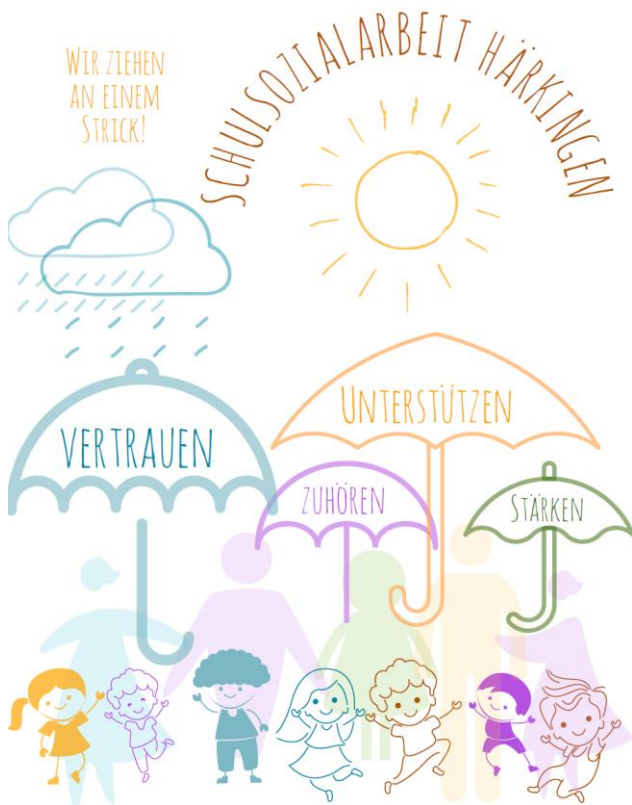 WIR ZIEHEN
AN EINEM
STRICK!
SCHULSOZIALARBEIT HÄRKINGEN
VERTRAUEN
UNTERSTÜTZEN
ZUHÖREN
STÄRKEN